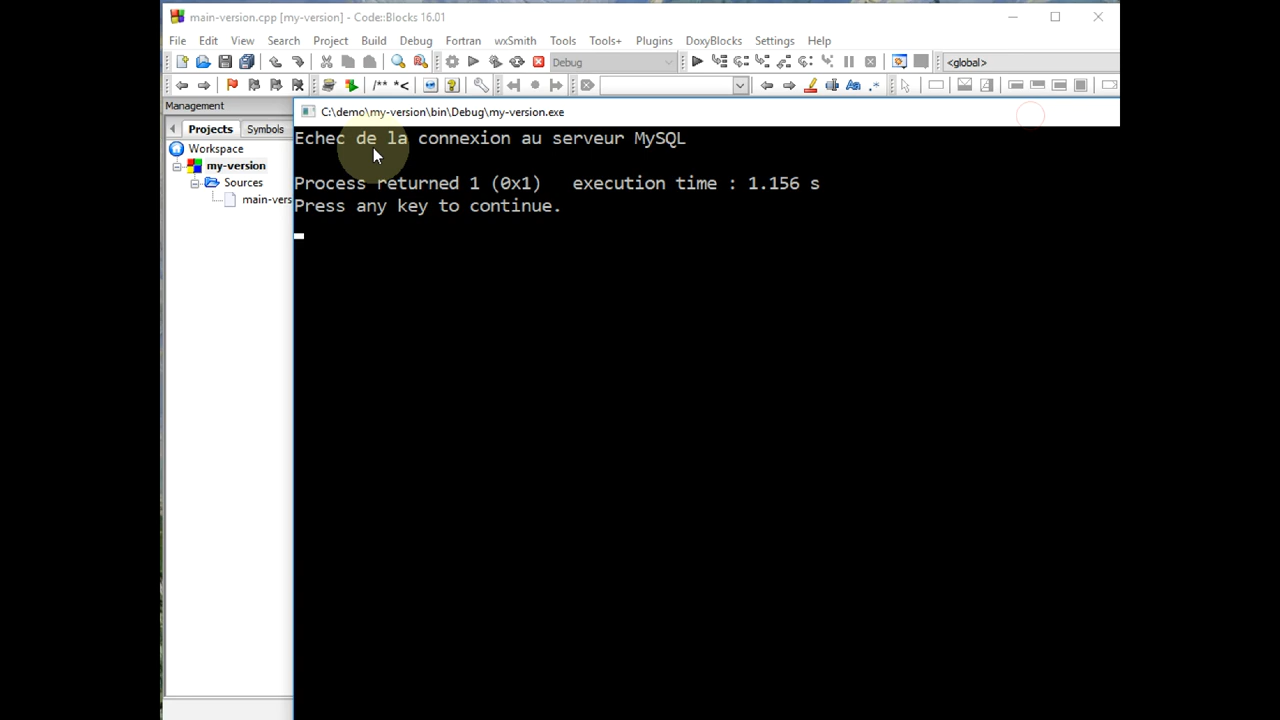 main-version.cpp [my-version] - Code::Blocks 16.01
File Edit View Search Project Build Debug Fortran wxSmith Tools Tools+ Plugins DoxyBlocks Settings Help
Debug
<global>
/** *<
Aa .*
Management
C:\demo\my-version\bin\Debug\my-version.exe
Projects Symbols
Workspace
my-version
Sources
main-vers
Echec de la connexion au serveur MySQL
Process returned 1 (0x1) execution time : 1.156 s
Press any key to continue.